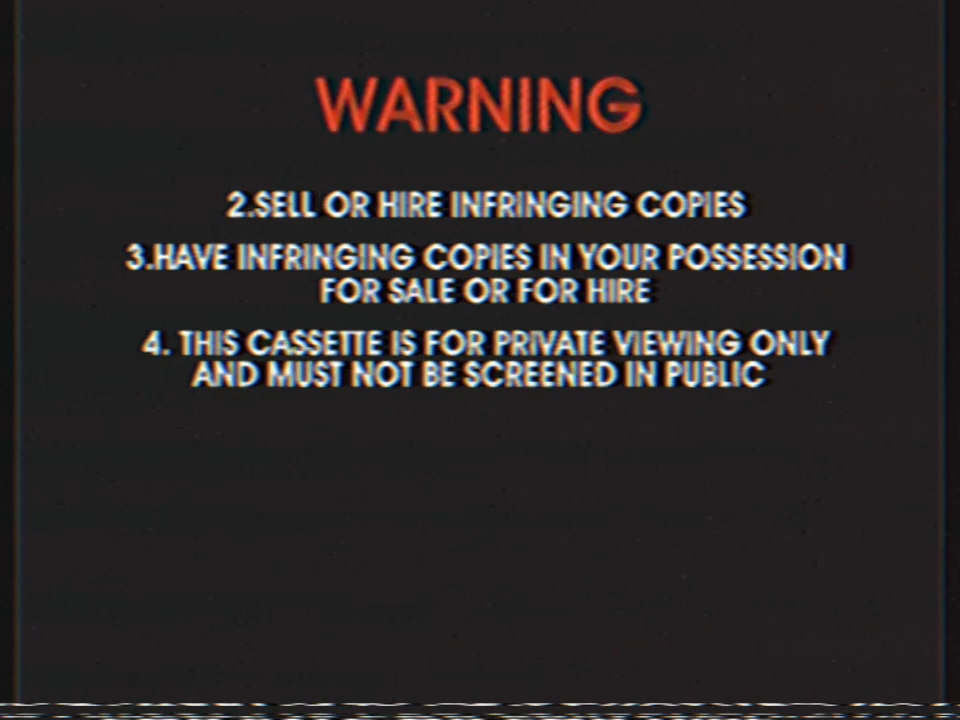 WARNING
2.SELL OR HIRE INFRINGING COPIES
3.HAVE INFRINGING COPIES IN YOUR POSSESSION
FOR SALE OR FOR HIRE
4. THIS CASSETTE IS FOR PRIVATE VIEWING ONLY
AND MUST NOT BE SCREENED IN PUBLIC